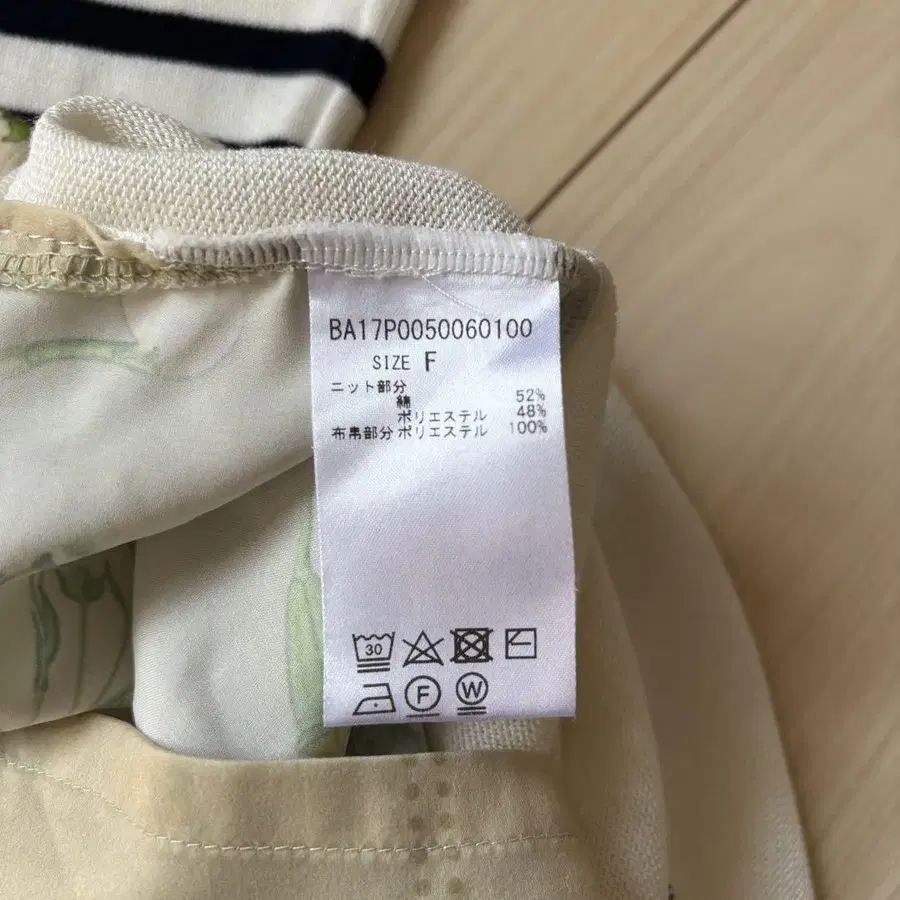 BA17P0050060100
SIZE F
ニット部分
綿 52%
ポリエステル 48%
布帛部分 ポリエステル 100%
30
F W